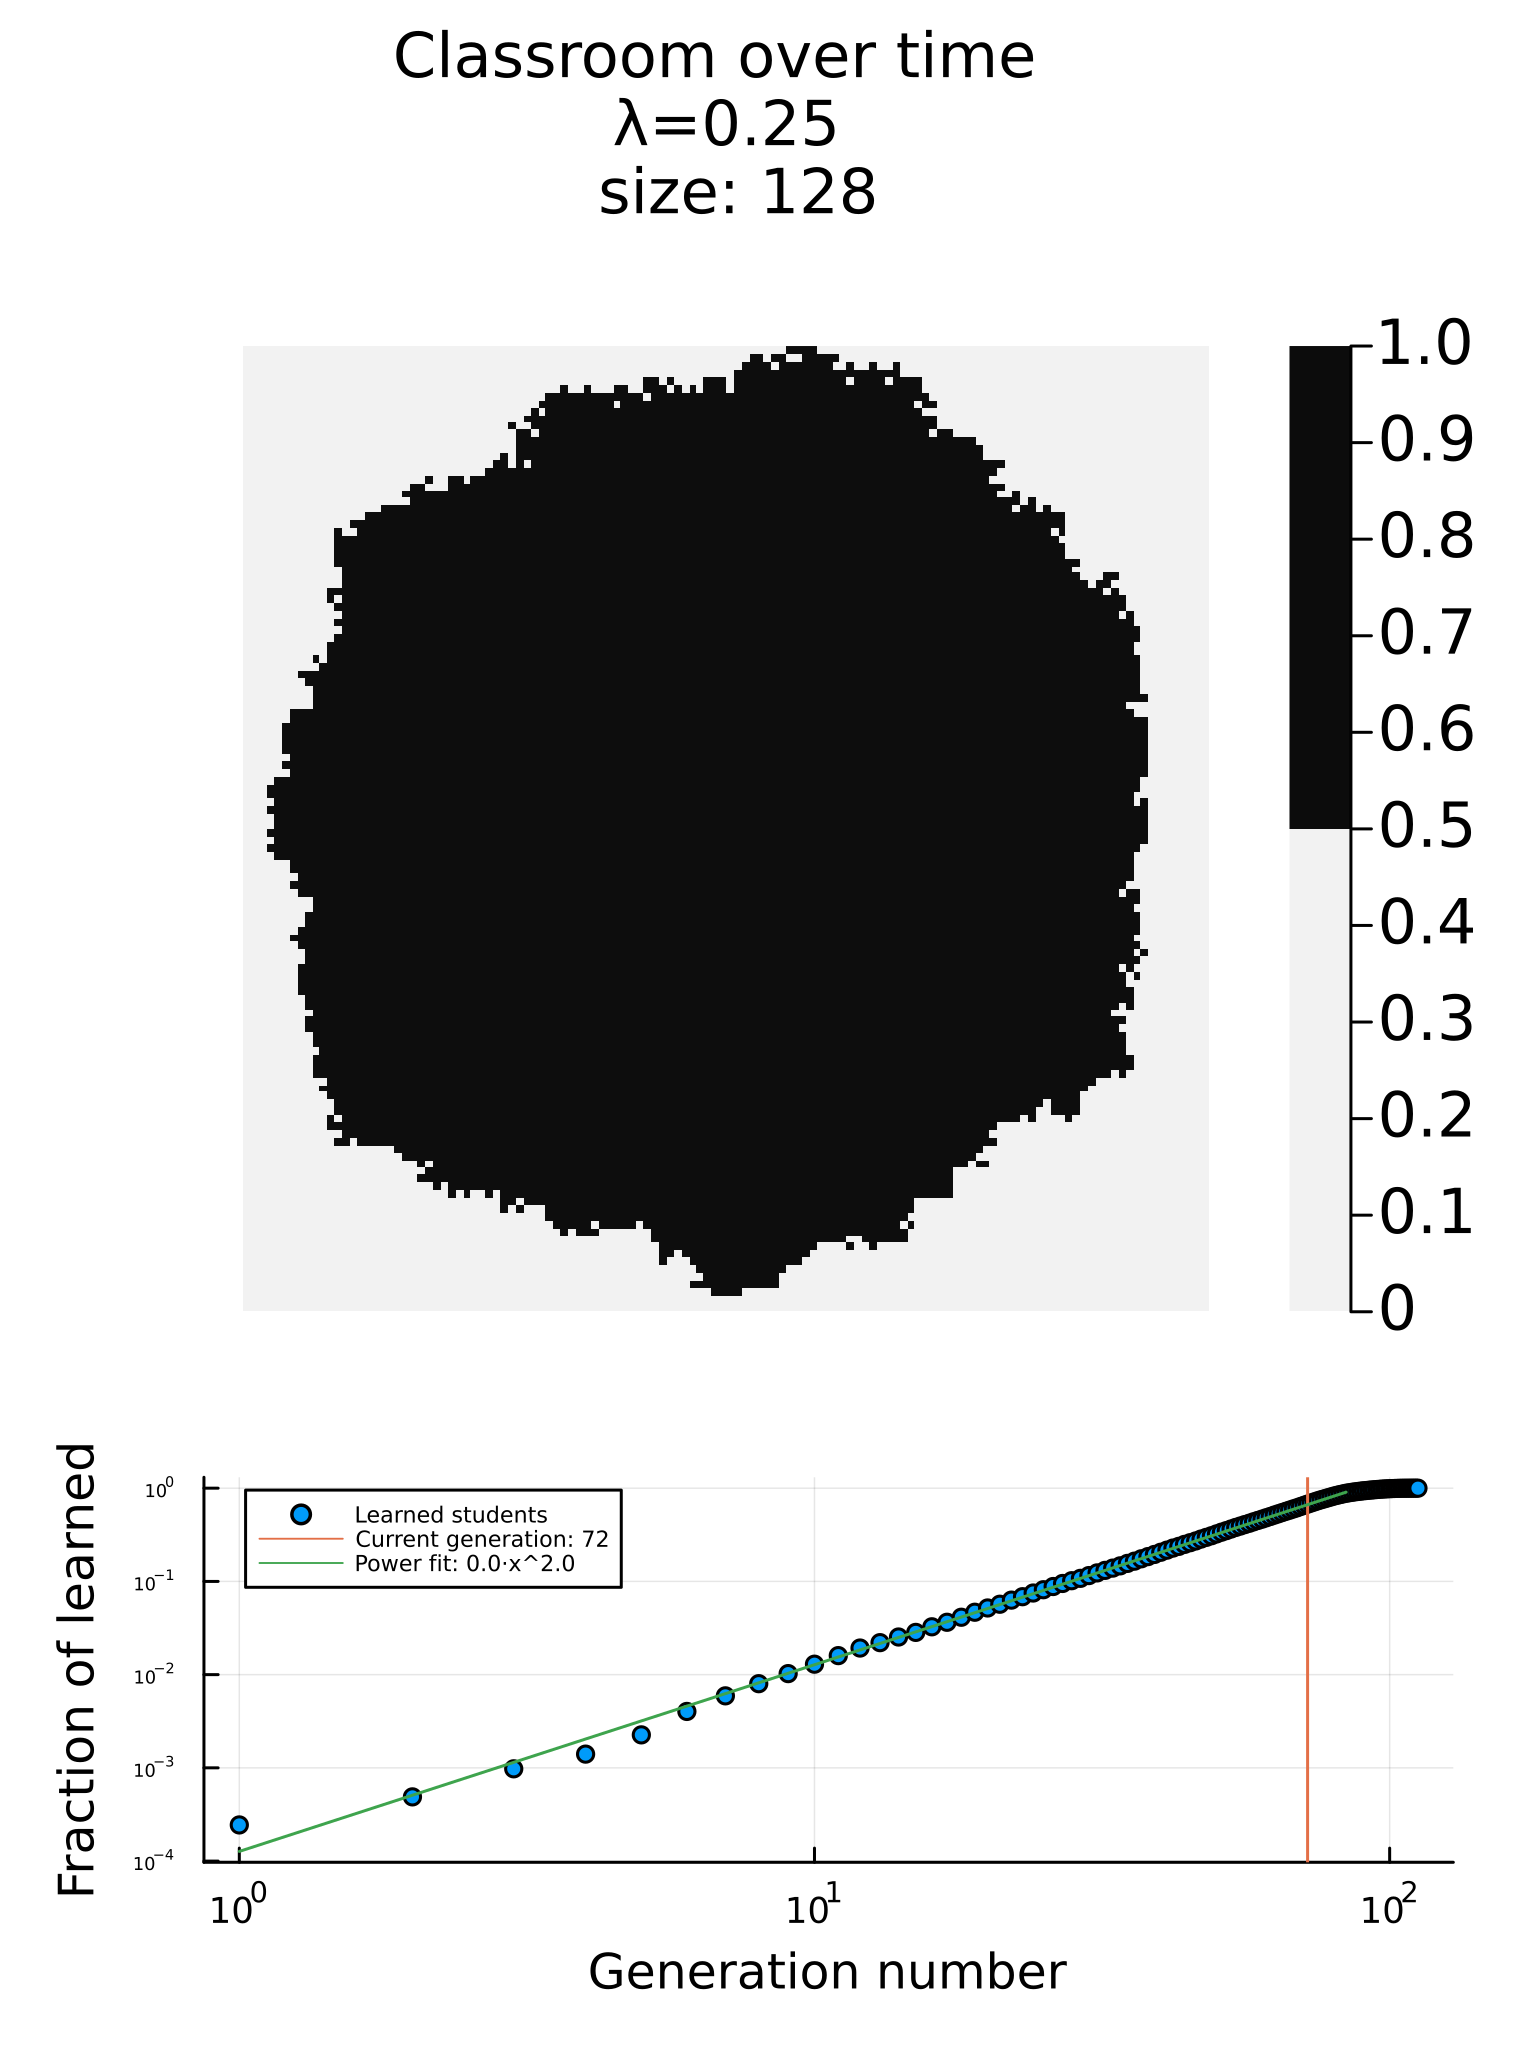 Classroom over time
λ=0.25
size: 128
1.0
0.9
0.8
0.7
0.6
0.5
0.4
0.3
0.2
0.1
0
Fraction of learned
10^0
10^-1
10^-2
10^-3
10^-4
Learned students
Current generation: 72
Power fit: 0.0·x^2.0
10^0
10^1
10^2
Generation number